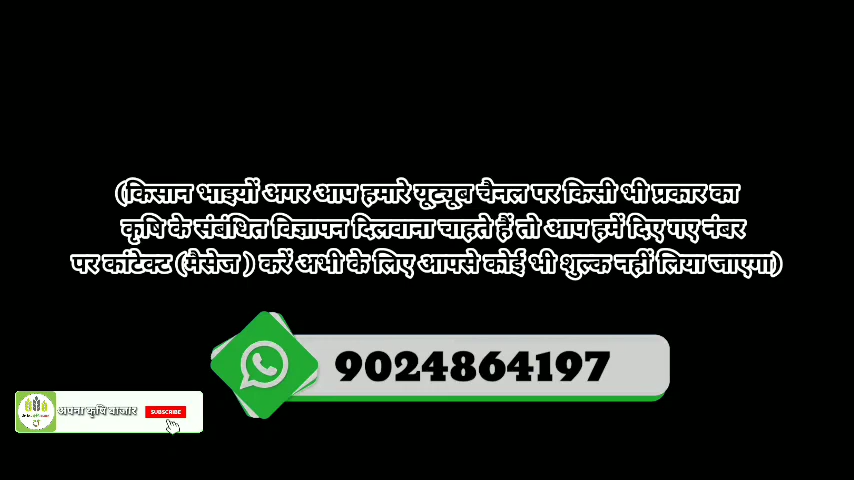 (किसान भाइयों अगर आप हमारे यूट्यूब चैनल पर किसी भी प्रकार का
कृषि के संबंधित विज्ञापन दिलवाना चाहते हैं तो आप हमें दिए गए नंबर
पर कांटेक्ट (मैसेज ) करें अभी के लिए आपसे कोई भी शुल्क नहीं लिया जाएगा)
9024864197
अपना कृषि बाजार SUBSCRIBE